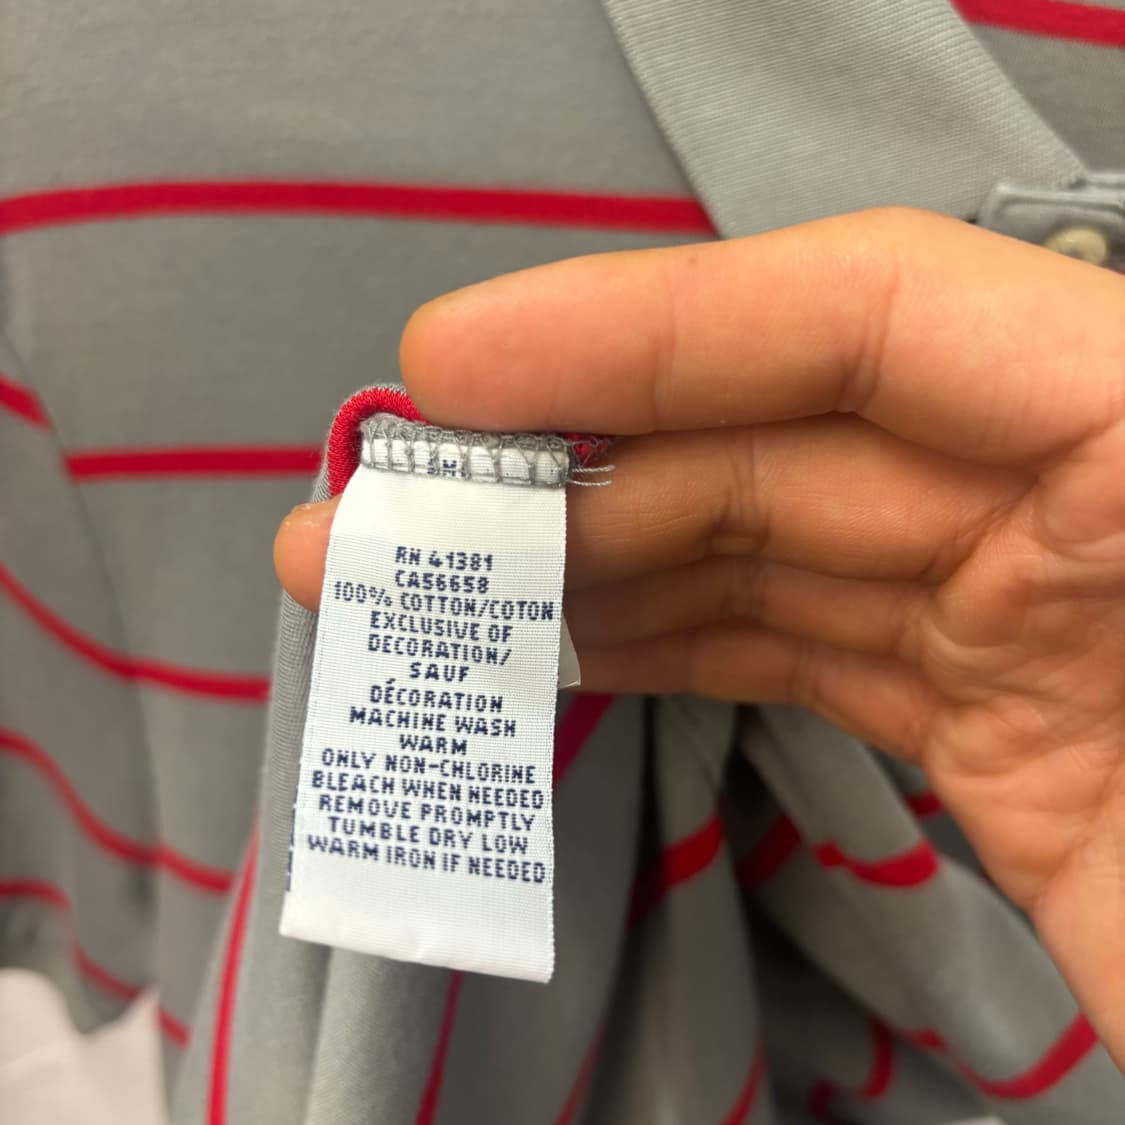 RN 41381
CA56658
100% COTTON/COTON
EXCLUSIVE OF
DECORATION/
SAUF
DÉCORATION
MACHINE WASH
WARM
ONLY NON-CHLORINE
BLEACH WHEN NEEDED
REMOVE PROMPTLY
TUMBLE DRY LOW
WARM IRON IF NEEDED